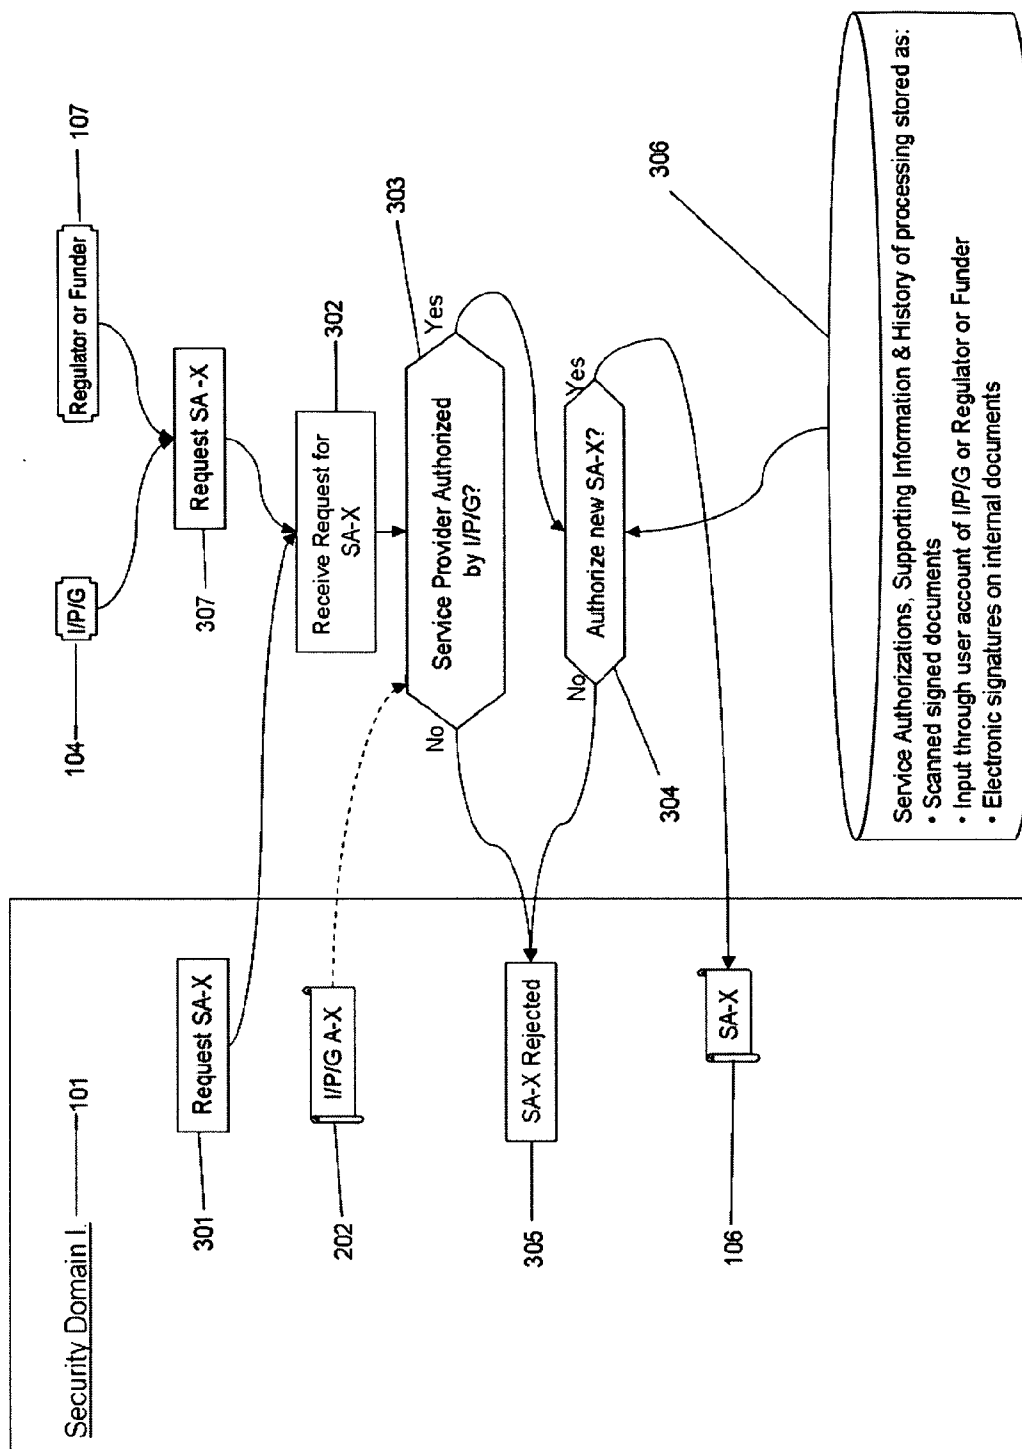 Security Domain I.
101
Request SA-X
301
I/P/G A-X
202
SA-X Rejected
305
SA-X
106
I/P/G
104
Regulator or Funder
107
Request SA -X
307
Receive Request for
SA-X
302
Service Provider Authorized
by I/P/G?
303
Yes
No
Authorize new SA-X?
304
Yes
No
306
Service Authorizations, Supporting Information & History of processing stored as:
• Scanned signed documents
• Input through user account of I/P/G or Regulator or Funder
• Electronic signatures on internal documents